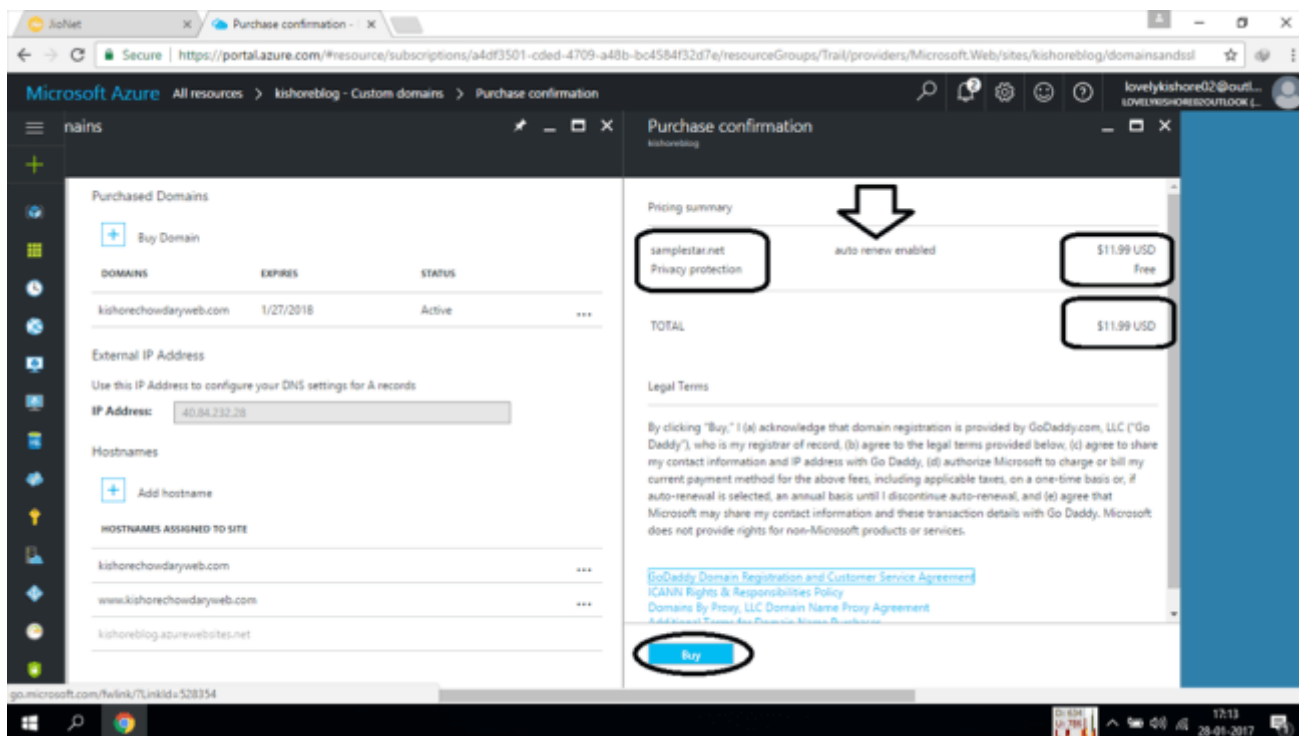 JioNet
Purchase confirmation -
Secure | https://portal.azure.com/#resource/subscriptions/a4df3501-cded-4709-a48b-bc4584f32d7e/resourceGroups/Trail/providers/Microsoft.Web/sites/kishoreblog/domainsandssl
Microsoft Azure All resources > kishoreblog - Custom domains > Purchase confirmation
2
lovelykishore02@outl...
LOVELYKISHORE02OUTLOOK (...
nains
Purchase confirmation
kishoreblog
Purchased Domains
Buy Domain
DOMAINS EXPIRES STATUS
kishorechowdaryweb.com 1/27/2018 Active ...
External IP Address
Use this IP Address to configure your DNS settings for A records
IP Address: 40.84.232.28
Hostnames
Add hostname
HOSTNAMES ASSIGNED TO SITE
kishorechowdaryweb.com ...
www.kishorechowdaryweb.com ...
kishoreblog.azurewebsites.net
Pricing summary
samplestar.net auto renew enabled $11.99 USD
Privacy protection Free
TOTAL $11.99 USD
Legal Terms
By clicking "Buy," I (a) acknowledge that domain registration is provided by GoDaddy.com, LLC ("Go
Daddy"), who is my registrar of record, (b) agree to the legal terms provided below, (c) agree to share
my contact information and IP address with Go Daddy, (d) authorize Microsoft to charge or bill my
current payment method for the above fees, including applicable taxes, on a one-time basis or, if
auto-renewal is selected, an annual basis until I discontinue auto-renewal, and (e) agree that
Microsoft may share my contact information and these transaction details with Go Daddy. Microsoft
does not provide rights for non-Microsoft products or services.
GoDaddy Domain Registration and Customer Service Agreement
ICANN Rights & Responsibilities Policy
Domains By Proxy, LLC Domain Name Proxy Agreement
Additional Terms for Domain Name Purchases
Buy
go.microsoft.com/fwlink/?LinkId=528354
D: 634
U: 786
17:13
28-01-2017